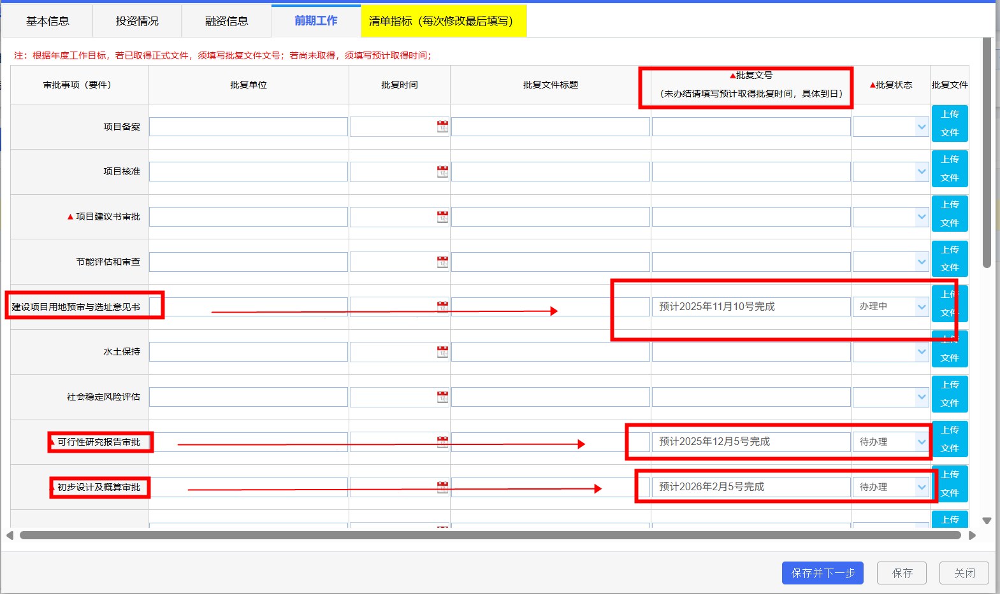 基本信息
投资情况
融资信息
前期工作
清单指标（每次修改最后填写）
注：根据年度工作目标，若已取得正式文件，须填写批复文件文号；若尚未取得，须填写预计取得时间；
审批事项（要件）
批复单位
批复时间
批复文件标题
▲批复文号
（未办结请填写预计取得批复时间，具体到日）
▲批复状态
批复文件
项目备案
上传
文件
项目核准
上传
文件
▲ 项目建议书审批
上传
文件
节能评估和审查
上传
文件
建设项目用地预审与选址意见书
预计2025年11月10号完成
办理中
上传
文件
水土保持
上传
文件
社会稳定风险评估
上传
文件
▲ 可行性研究报告审批
预计2025年12月5号完成
待办理
上传
文件
▲ 初步设计及概算审批
预计2026年2月5号完成
待办理
上传
文件
上传
保存并下一步
保存
关闭